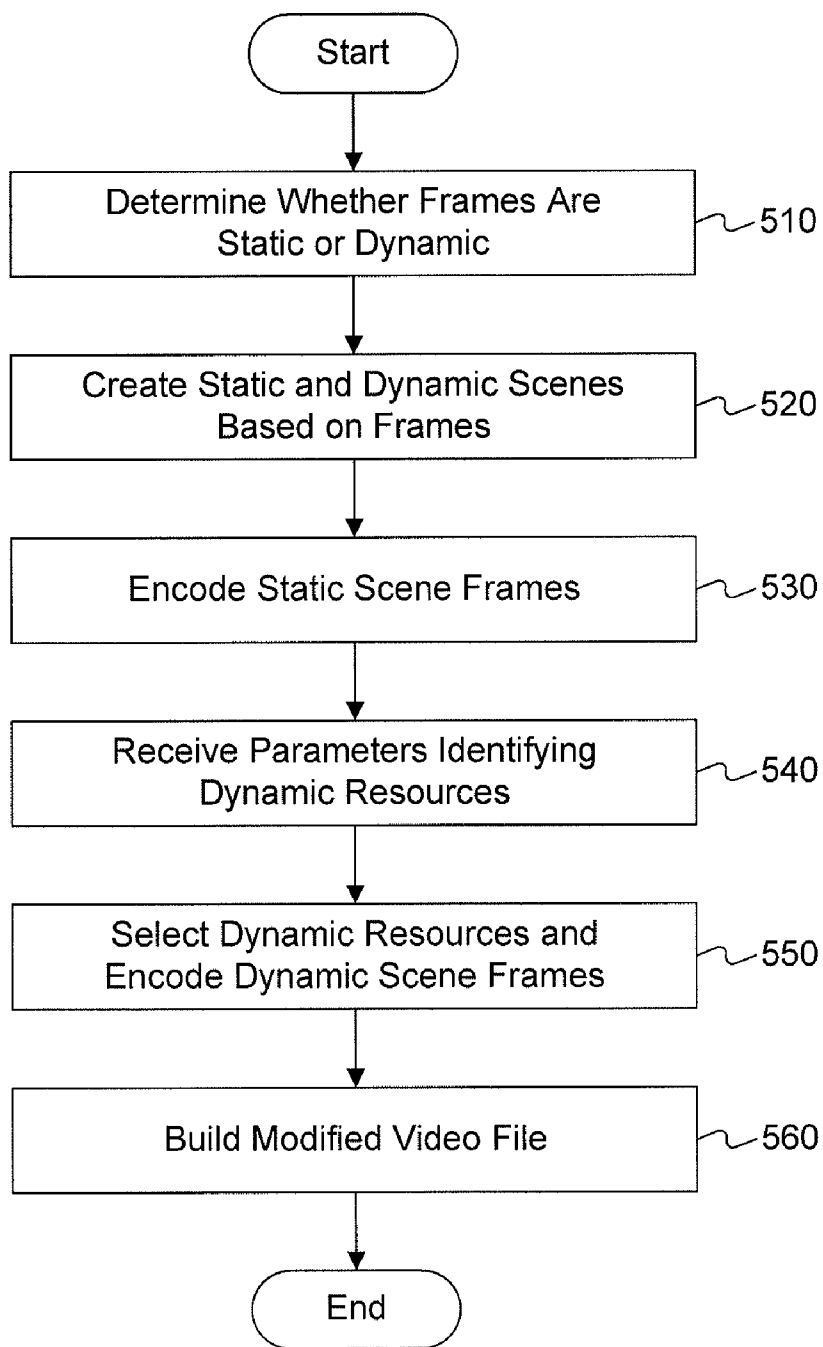 Start
Determine Whether Frames Are
Static or Dynamic
510
Create Static and Dynamic Scenes
Based on Frames
520
Encode Static Scene Frames
530
Receive Parameters Identifying
Dynamic Resources
540
Select Dynamic Resources and
Encode Dynamic Scene Frames
550
Build Modified Video File
560
End